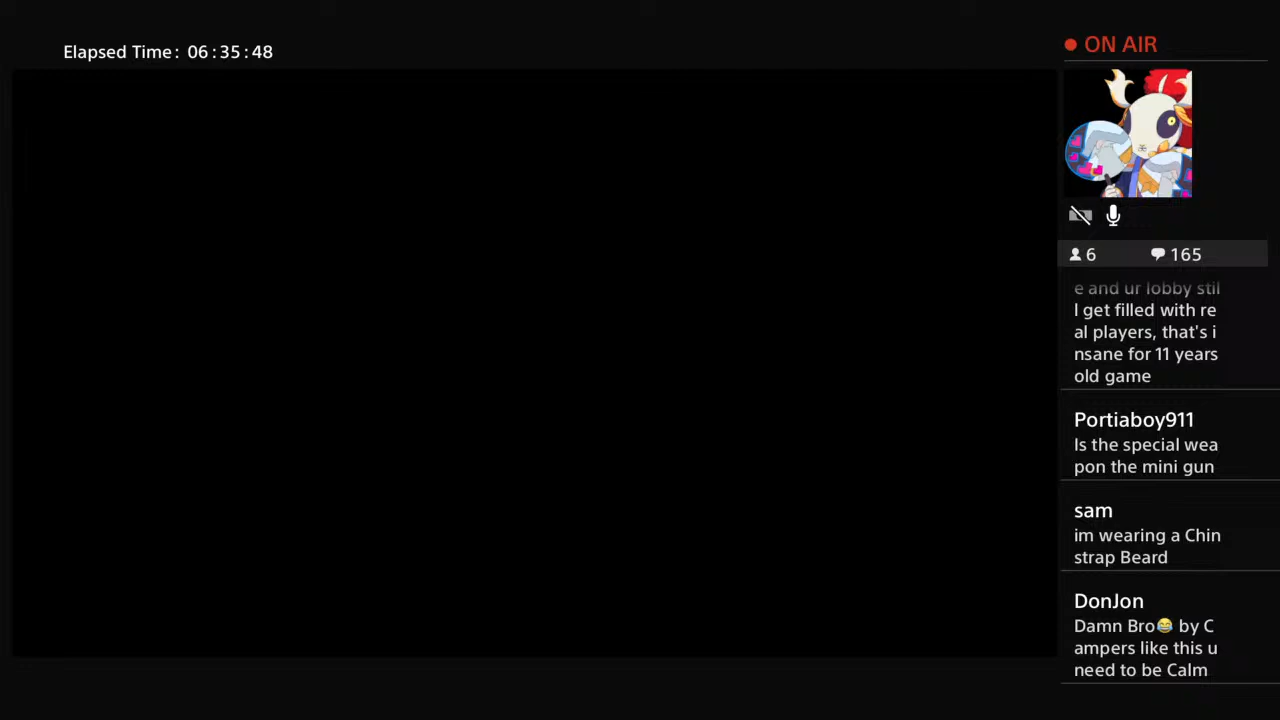 Elapsed Time: 06:35:48
ON AIR
6 165
e and ur lobby stil
l get filled with re
al players, that's i
nsane for 11 years
old game
Portiaboy911
Is the special wea
pon the mini gun
sam
im wearing a Chin
strap Beard
DonJon
Damn Bro😂 by C
ampers like this u
need to be Calm